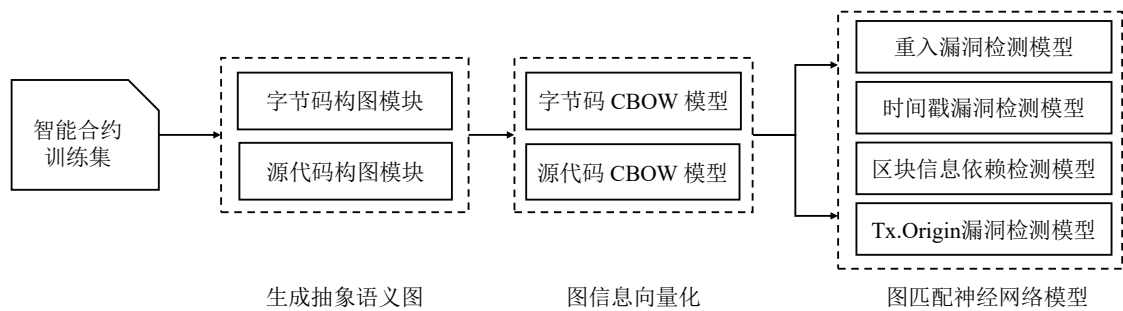 智能合约
训练集
字节码构图模块
源代码构图模块
生成抽象语义图
字节码 CBOW 模型
源代码 CBOW 模型
图信息向量化
重入漏洞检测模型
时间戳漏洞检测模型
区块信息依赖检测模型
Tx.Origin漏洞检测模型
图匹配神经网络模型